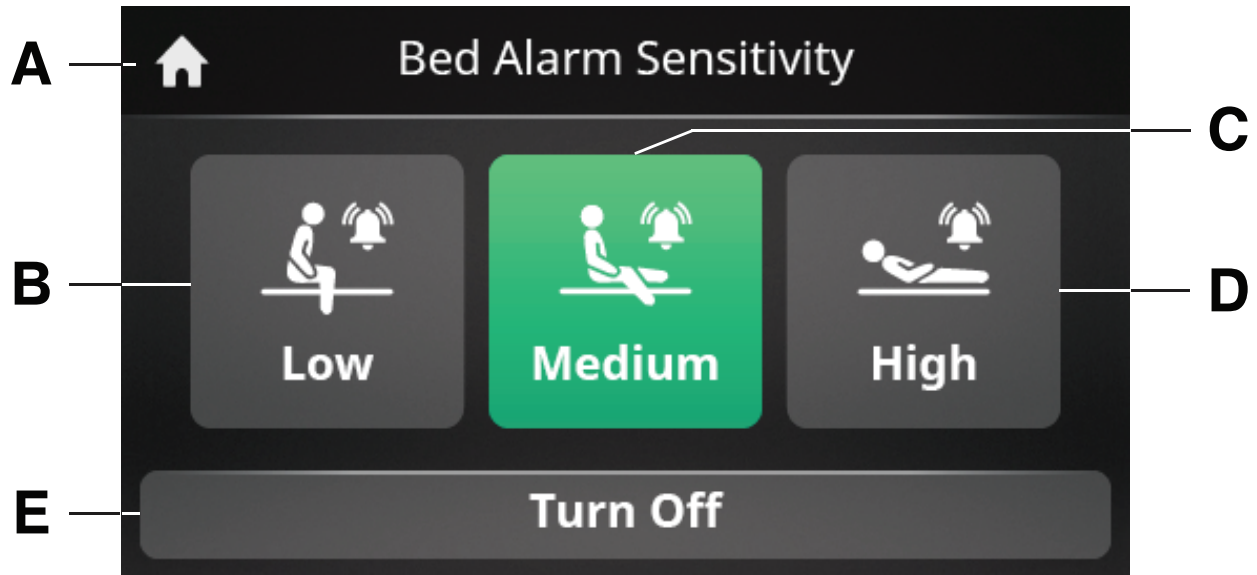 A
Bed Alarm Sensitivity
C
B
D
Low
Medium
High
E
Turn Off